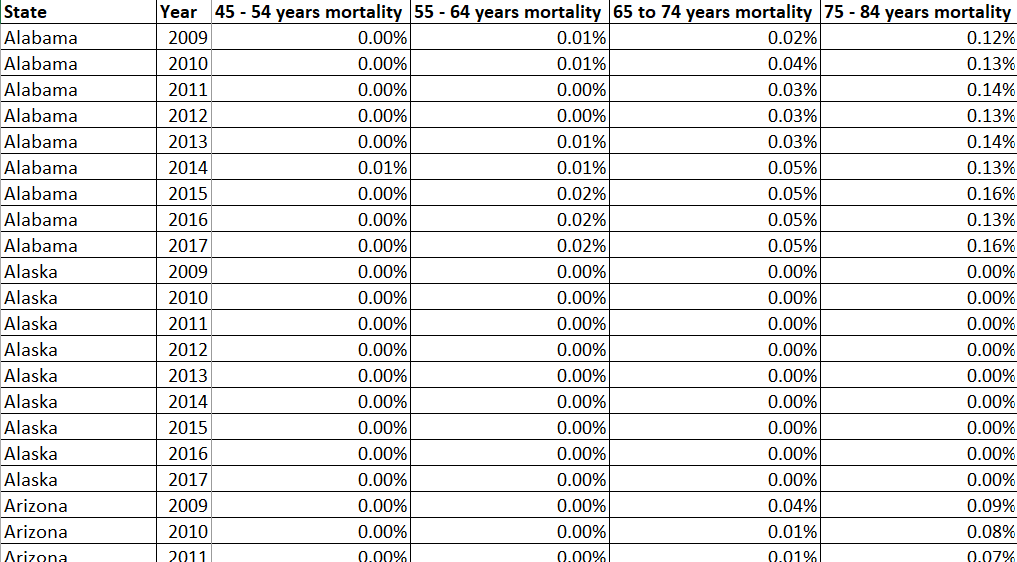 State Year 45 - 54 years mortality 55 - 64 years mortality 65 to 74 years mortality 75 - 84 years mortality
Alabama 2009 0.00% 0.01% 0.02% 0.12%
Alabama 2010 0.00% 0.01% 0.04% 0.13%
Alabama 2011 0.00% 0.00% 0.03% 0.14%
Alabama 2012 0.00% 0.00% 0.03% 0.13%
Alabama 2013 0.00% 0.01% 0.03% 0.14%
Alabama 2014 0.01% 0.01% 0.05% 0.13%
Alabama 2015 0.00% 0.02% 0.05% 0.16%
Alabama 2016 0.00% 0.02% 0.05% 0.13%
Alabama 2017 0.00% 0.02% 0.05% 0.16%
Alaska 2009 0.00% 0.00% 0.00% 0.00%
Alaska 2010 0.00% 0.00% 0.00% 0.00%
Alaska 2011 0.00% 0.00% 0.00% 0.00%
Alaska 2012 0.00% 0.00% 0.00% 0.00%
Alaska 2013 0.00% 0.00% 0.00% 0.00%
Alaska 2014 0.00% 0.00% 0.00% 0.00%
Alaska 2015 0.00% 0.00% 0.00% 0.00%
Alaska 2016 0.00% 0.00% 0.00% 0.00%
Alaska 2017 0.00% 0.00% 0.00% 0.00%
Arizona 2009 0.00% 0.00% 0.04% 0.09%
Arizona 2010 0.00% 0.00% 0.01% 0.08%
Arizona 2011 0.00% 0.00% 0.01% 0.07%